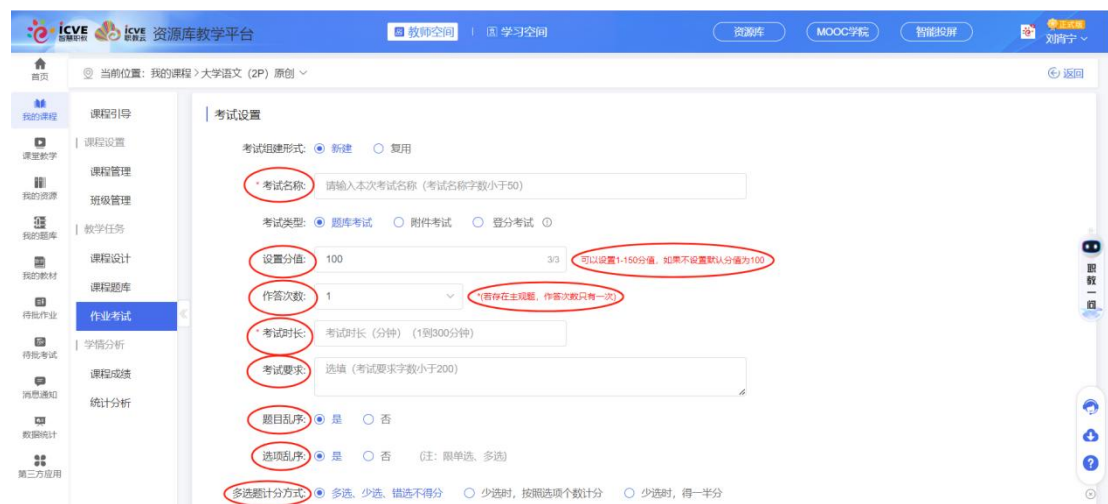 icve 智慧职教 icve 职教云 资源库教学平台 教师空间 | 学习空间 资源库 MOOC学院 智能投屏 正式版 刘肖宁
首页 当前位置：我的课程 > 大学语文（2P）原创 返回
我的课程
课堂教学
我的资源
我的题库
我的教材
待批作业
待批考试
消息通知
数据统计
第三方应用
课程引导
课程设置
课程管理
班级管理
教学任务
课程设计
课程题库
作业考试
学情分析
课程成绩
统计分析
考试设置
考试组建形式: 新建 复用
* 考试名称: 请输入本次考试名称（考试名称字数小于50）
考试类型: 题库考试 附件考试 登分考试
设置分值: 100 3/3 可以设置1-150分值，如果不设置默认分值为100
作答次数: 1 *(若存在主观题，作答次数只有一次)
* 考试时长: 考试时长（分钟）（1到300分钟）
考试要求: 选填（考试要求字数小于200）
题目乱序: 是 否
选项乱序: 是 否 (注：限单选、多选)
多选题计分方式: 多选、少选、错选不得分 少选时，按照选项个数计分 少选时，得一半分
职教一问